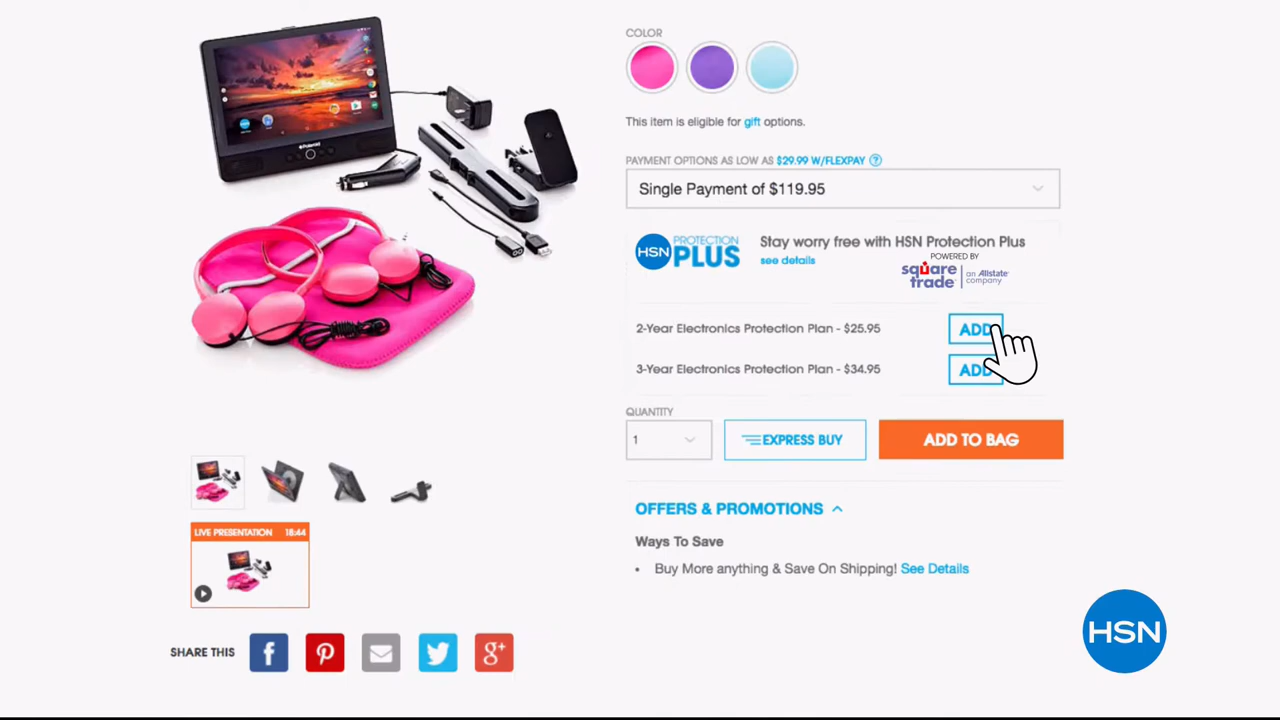 COLOR
This item is eligible for gift options.
PAYMENT OPTIONS AS LOW AS $29.99 W/FLEXPAY ?
Single Payment of $119.95
HSN PROTECTION PLUS
Stay worry free with HSN Protection Plus
see details
POWERED BY
square trade
an Allstate company
2-Year Electronics Protection Plan - $25.95
ADD
3-Year Electronics Protection Plan - $34.95
ADD
QUANTITY
1
EXPRESS BUY
ADD TO BAG
OFFERS & PROMOTIONS
Ways To Save
• Buy More anything & Save On Shipping! See Details
Polaroid
LIVE PRESENTATION 18:44
SHARE THIS
f
g+
HSN